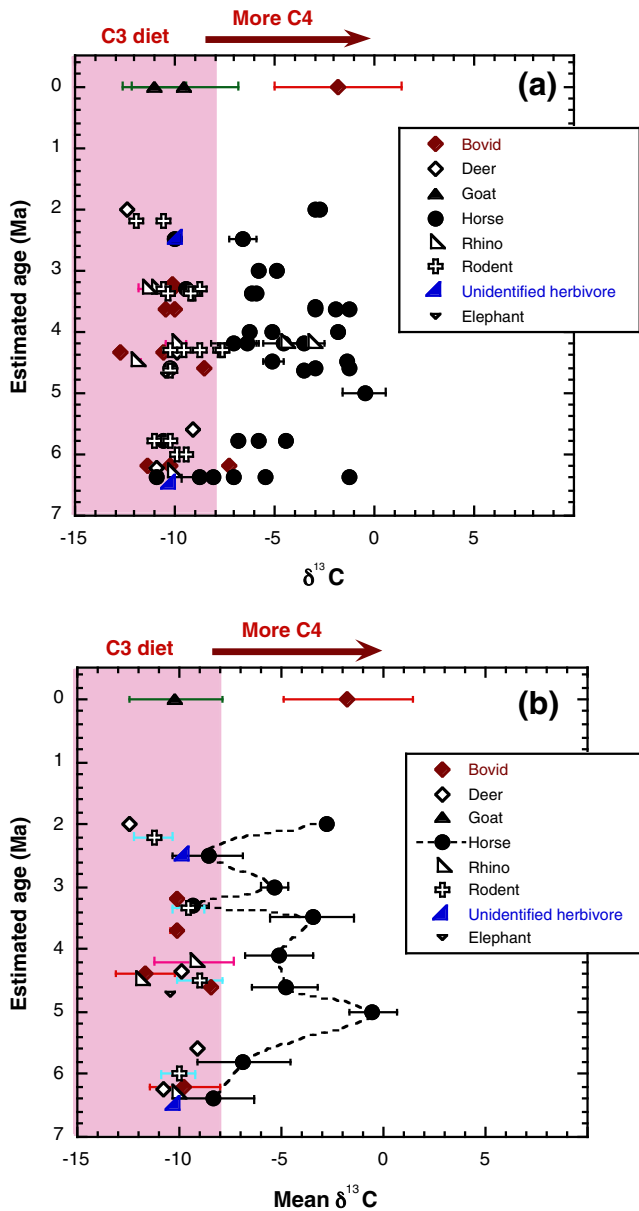 More C4
C3 diet
(a)
0
1
2
3
4
5
6
7
Estimated age (Ma)
Bovid
Deer
Goat
Horse
Rhino
Rodent
Unidentified herbivore
Elephant
-15 -10 -5 0 5
δ¹³C
More C4
C3 diet
(b)
0
1
2
3
4
5
6
7
Estimated age (Ma)
Bovid
Deer
Goat
Horse
Rhino
Rodent
Unidentified herbivore
Elephant
-15 -10 -5 0 5
Mean δ¹³C